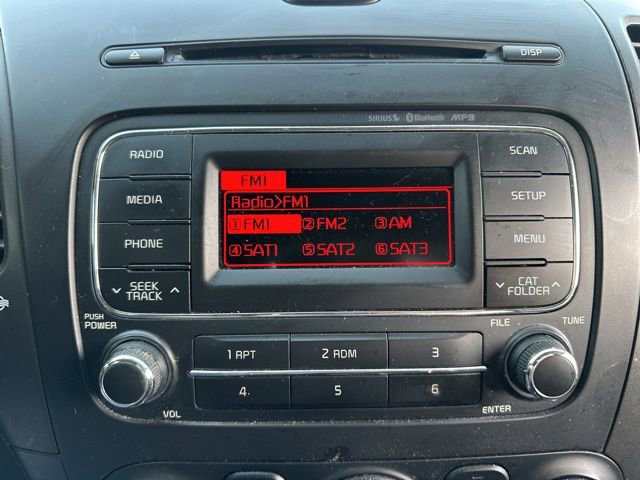 DISP
SIRIUS Bluetooth MP3
RADIO
MEDIA
PHONE
SEEK
TRACK
FM1
Radio>FM1
1 FM1 2 FM2 3 AM
4 SAT1 5 SAT2 6 SAT3
SCAN
SETUP
MENU
CAT
FOLDER
PUSH
POWER
VOL
1 RPT
2 RDM
3
4
5
6
FILE
TUNE
ENTER